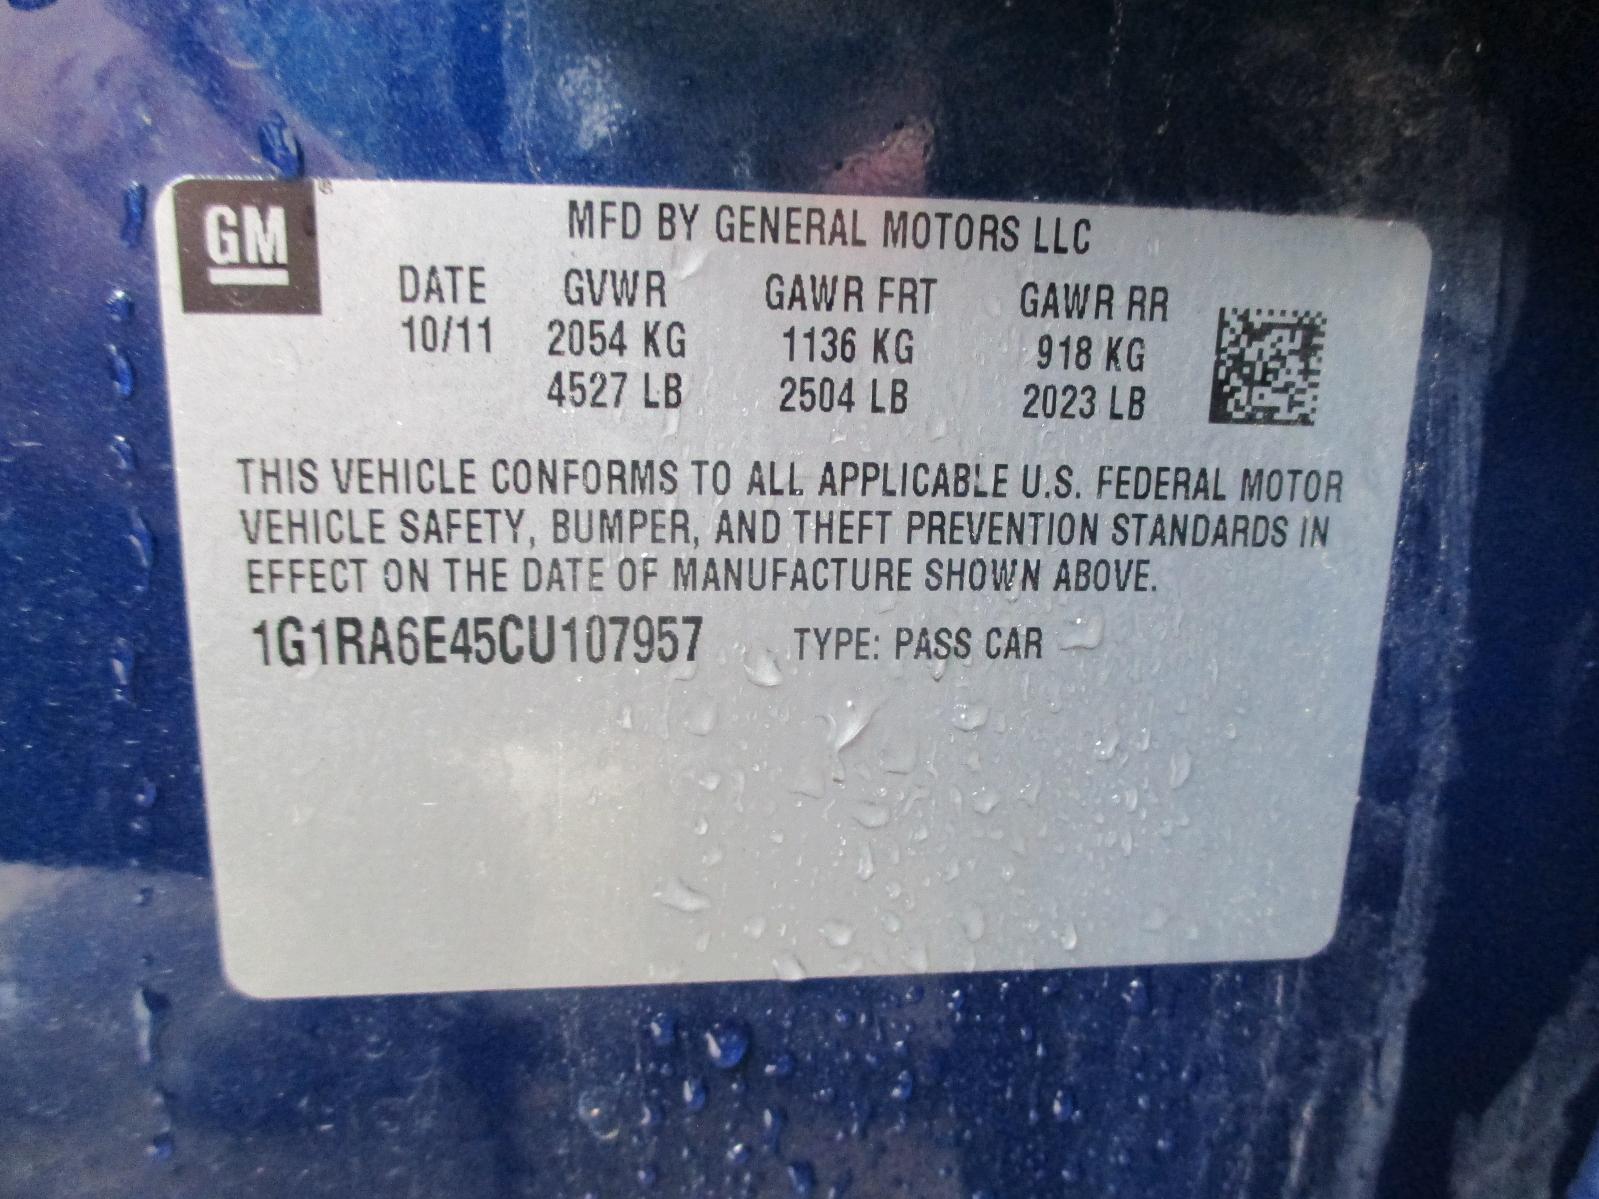 GM
MFD BY GENERAL MOTORS LLC
DATE GVWR GAWR FRT GAWR RR
10/11 2054 KG 1136 KG 918 KG
4527 LB 2504 LB 2023 LB
THIS VEHICLE CONFORMS TO ALL APPLICABLE U.S. FEDERAL MOTOR
VEHICLE SAFETY, BUMPER, AND THEFT PREVENTION STANDARDS IN
EFFECT ON THE DATE OF MANUFACTURE SHOWN ABOVE.
1G1RA6E45CU107957 TYPE: PASS CAR